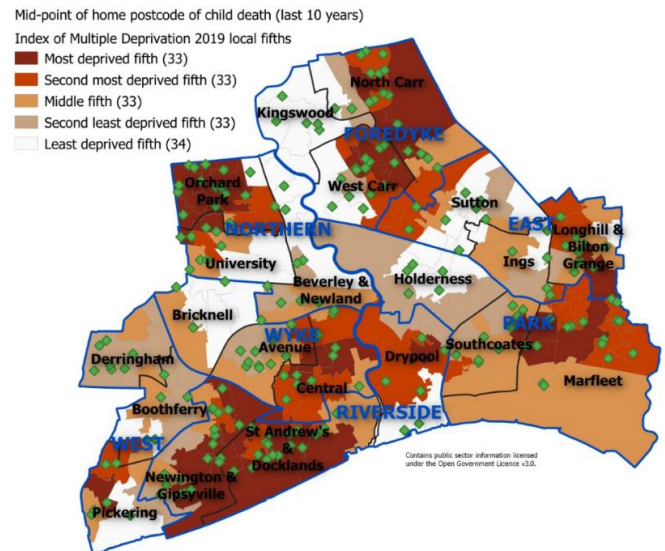 Mid-point of home postcode of child death (last 10 years)
Index of Multiple Deprivation 2019 local fifths
Most deprived fifth (33)
Second most deprived fifth (33)
Middle fifth (33)
Second least deprived fifth (33)
Least deprived fifth (34)
North Carr
Kingswood
FOREDYKE
West Carr
Orchard
Park
Sutton
NORTHERN
EAST
Longhill &
Bilton
Grange
University
Ings
Holderness
Beverley &
Newland
Bricknell
WYKE
Avenue
PARK
Southcoates
Drypool
Derringham
Marfleet
Central
Boothferry
RIVERSIDE
WEST
St Andrew's
&
Docklands
Newington &
Gipsyville
Pickering
Contains public sector information licensed
under the Open Government Licence v3.0.